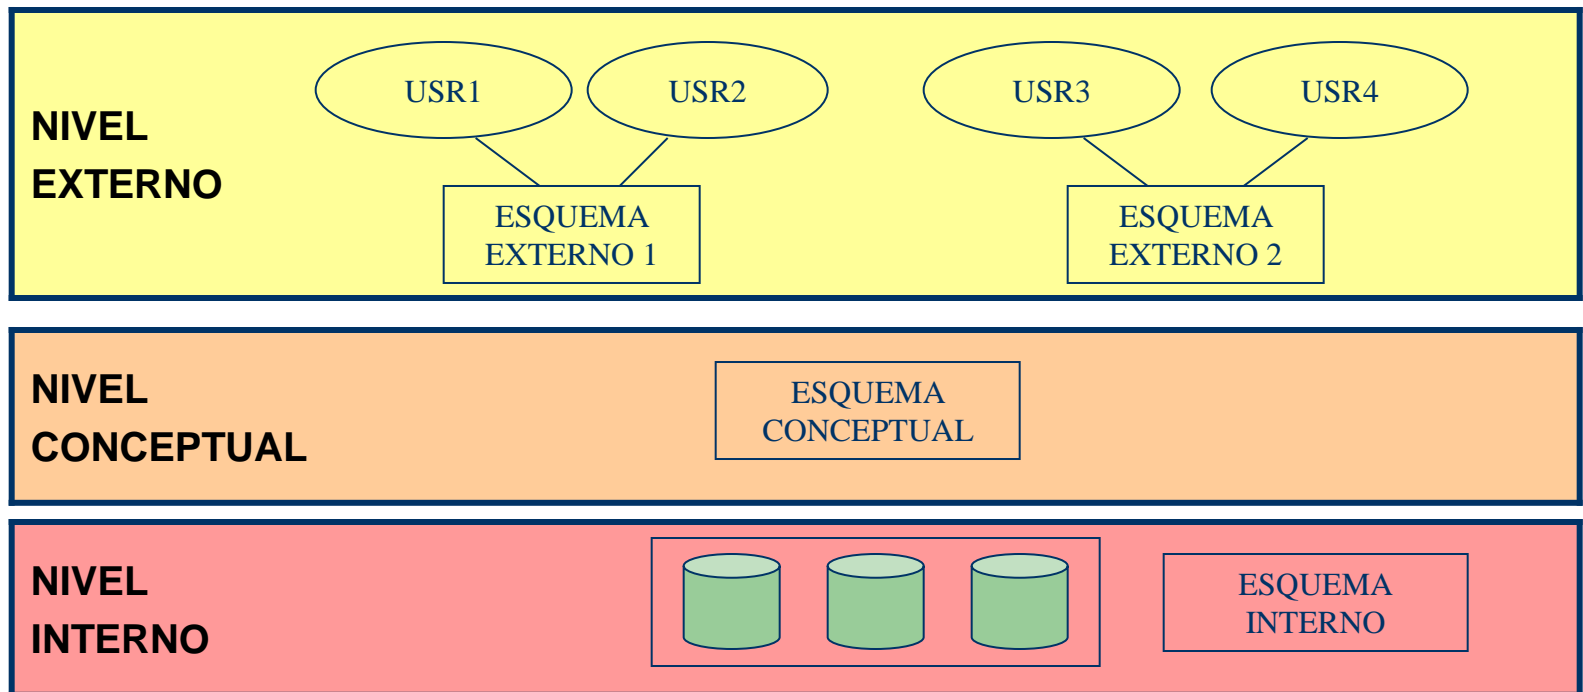 NIVEL
EXTERNO
USR1
USR2
USR3
USR4
ESQUEMA
EXTERNO 1
ESQUEMA
EXTERNO 2
NIVEL
CONCEPTUAL
ESQUEMA
CONCEPTUAL
NIVEL
INTERNO
ESQUEMA
INTERNO